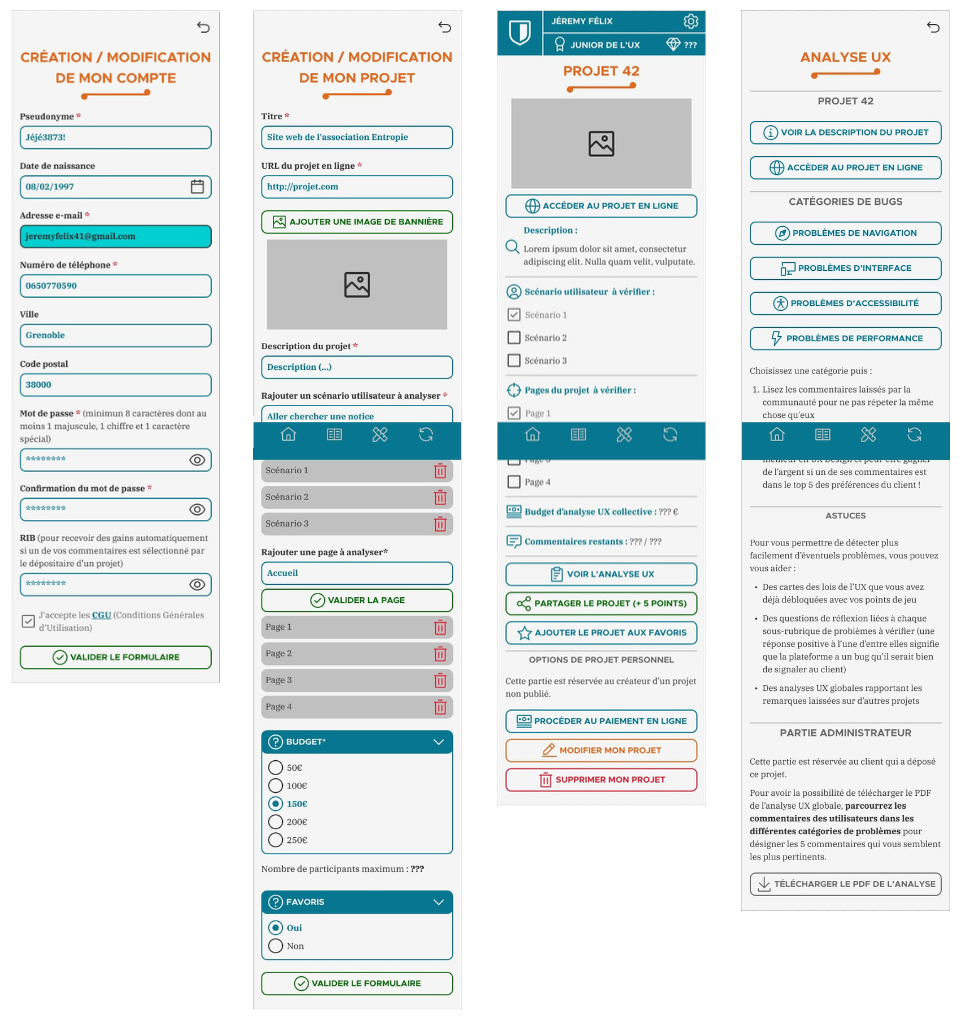 CRÉATION / MODIFICATION
DE MON COMPTE
Pseudonyme *
Jéjé3873!
Date de naissance
08/02/1997
Adresse e-mail *
jeremyfelix41@gmail.com
Numéro de téléphone *
0650770590
Ville
Grenoble
Code postal
38000
Mot de passe * (minimun 8 caractères dont au
moins 1 majuscule, 1 chiffre et 1 caractère
spécial)
********
Confirmation du mot de passe *
********
RIB (pour recevoir des gains automatiquement
si un de vos commentaires est sélectionné par
le dépositaire d'un projet)
********
J'accepte les CGU (Conditions Générales
d'Utilisation)
VALIDER LE FORMULAIRE
CRÉATION / MODIFICATION
DE MON PROJET
Titre *
Site web de l'association Entropie
URL du projet en ligne *
http://projet.com
AJOUTER UNE IMAGE DE BANNIÈRE
Description du projet *
Description (...)
Rajouter un scénario utilisateur à analyser *
Aller chercher une notice
Scénario 1
Scénario 2
Scénario 3
Rajouter une page à analyser*
Accueil
VALIDER LA PAGE
Page 1
Page 2
Page 3
Page 4
BUDGET*
50€
100€
150€
200€
250€
Nombre de participants maximum : ???
FAVORIS
Oui
Non
VALIDER LE FORMULAIRE
JÉREMY FÉLIX
JUNIOR DE L'UX
???
PROJET 42
ACCÉDER AU PROJET EN LIGNE
Description :
Lorem ipsum dolor sit amet, consectetur
adipiscing elit. Nulla quam velit, vulputate.
Scénario utilisateur à vérifier :
Scénario 1
Scénario 2
Scénario 3
Pages du projet à vérifier :
Page 1
Page 4
Budget d'analyse UX collective : ??? €
Commentaires restants : ??? / ???
VOIR L'ANALYSE UX
PARTAGER LE PROJET (+ 5 POINTS)
AJOUTER LE PROJET AUX FAVORIS
OPTIONS DE PROJET PERSONNEL
Cette partie est réservée au créateur d'un projet
non publié.
PROCÉDER AU PAIEMENT EN LIGNE
MODIFIER MON PROJET
SUPPRIMER MON PROJET
ANALYSE UX
PROJET 42
VOIR LA DESCRIPTION DU PROJET
ACCÉDER AU PROJET EN LIGNE
CATÉGORIES DE BUGS
PROBLÈMES DE NAVIGATION
PROBLÈMES D'INTERFACE
PROBLÈMES D'ACCESSIBILITÉ
PROBLÈMES DE PERFORMANCE
Choisissez une catégorie puis :
1. Lisez les commentaires laissés par la
communauté pour ne pas répeter la même
chose qu'eux
de l'argent si un de ses commentaires est
dans le top 5 des préférences du client !
ASTUCES
Pour vous permettre de détecter plus
facilement d'éventuels problèmes, vous pouvez
vous aider :
• Des cartes des lois de l'UX que vous avez
déjà débloquées avec vos points de jeu
• Des questions de réflexion liées à chaque
sous-rubrique de problèmes à vérifier (une
réponse positive à l'une d'entre elles signifie
que la plateforme a un bug qu'il serait bien
de signaler au client)
• Des analyses UX globales rapportant les
remarques laissées sur d'autres projets
PARTIE ADMINISTRATEUR
Cette partie est réservée au client qui a déposé
ce projet.
Pour avoir la possibilité de télécharger le PDF
de l'analyse UX globale, parcourrez les
commentaires des utilisateurs dans les
différentes catégories de problèmes pour
désigner les 5 commentaires qui vous semblent
les plus pertinents.
TÉLÉCHARGER LE PDF DE L'ANALYSE